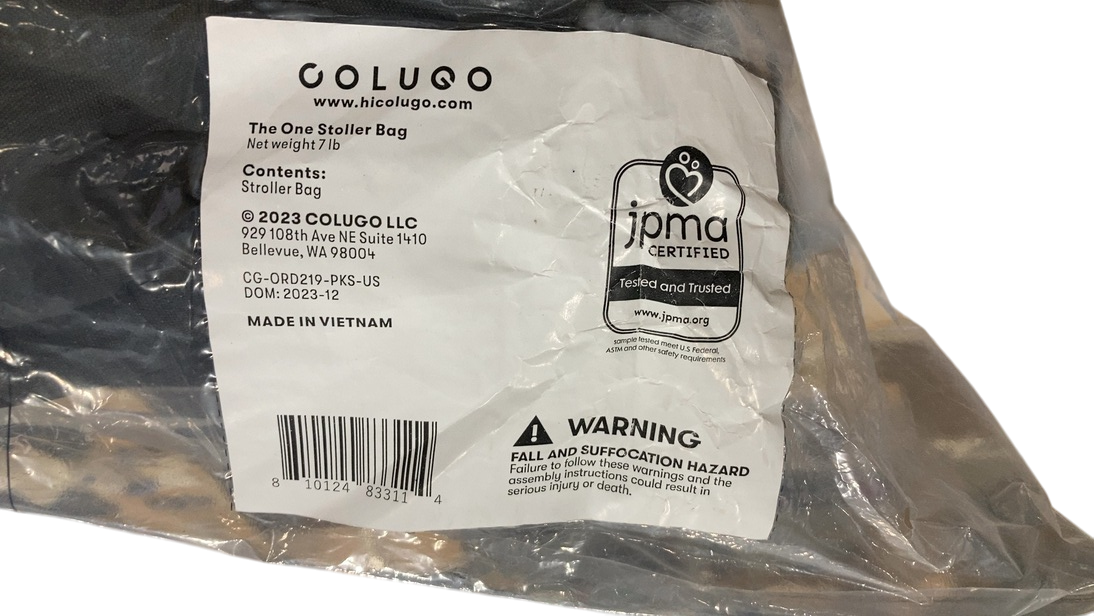 COLUGO
www.hicolugo.com
The One Stoller Bag
Net weight 7 lb
Contents:
Stroller Bag
© 2023 COLUGO LLC
929 108th Ave NE Suite 1410
Bellevue, WA 98004
CG-ORD219-PKS-US
DOM: 2023-12
MADE IN VIETNAM
jpma
CERTIFIED
Tested and Trusted
www.jpma.org
sample tested meet U.S Federal,
ASTM and other safety requirements
8 10124 83311 4
WARNING
FALL AND SUFFOCATION HAZARD
Failure to follow these warnings and the
assembly instructions could result in
serious injury or death.